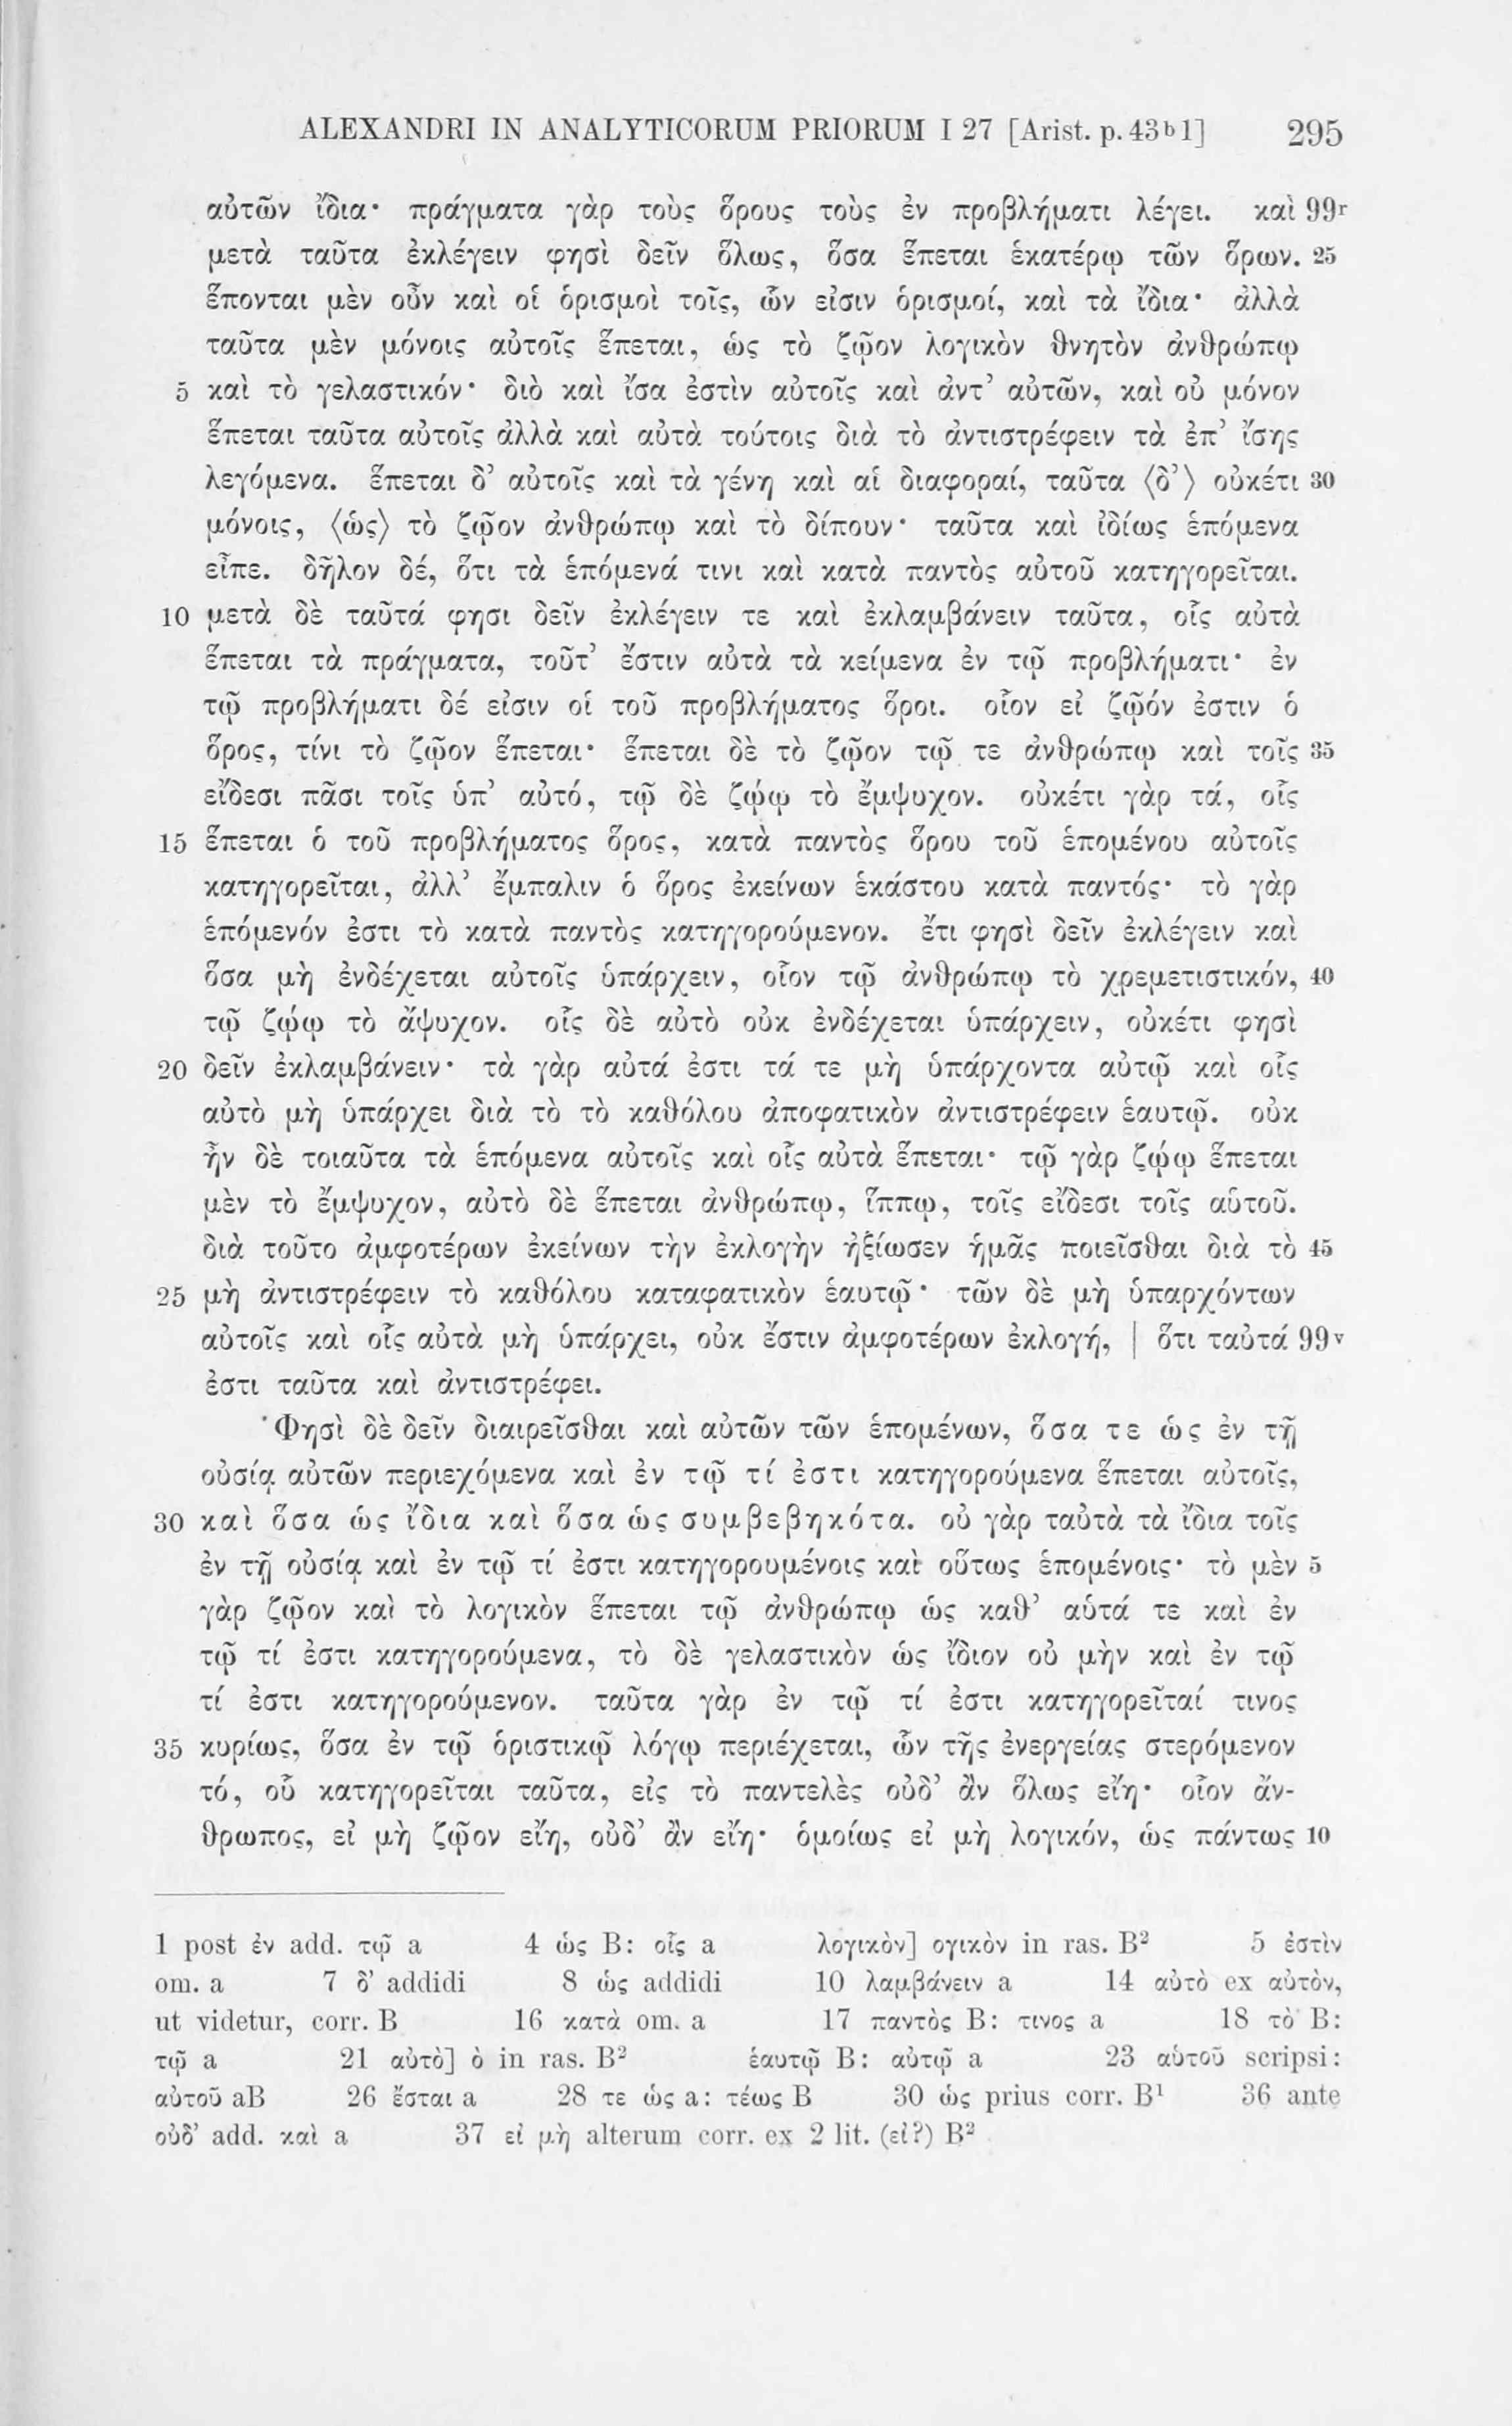 ALEXANDRI IN ANALYTICORUM PRIORUM I 27 [Arist. p. 43ᵇ1] 295
αὐτῶν ἴδια· πράγματα γὰρ τοὺς ὅρους τοὺς ἐν προβλήματι λέγει. καὶ 99ʳ
μετὰ ταῦτα ἐκλέγειν φησὶ δεῖν ὅλως, ὅσα ἕπεται ἑκατέρῳ τῶν ὅρων. 25
ἕπονται μὲν οὖν καὶ οἱ ὁρισμοὶ τοῖς, ὧν εἰσιν ὁρισμοί, καὶ τὰ ἴδια· ἀλλὰ
ταῦτα μὲν μόνοις αὐτοῖς ἕπεται, ὡς τὸ ζῷον λογικὸν θνητὸν ἀνθρώπῳ
5 καὶ τὸ γελαστικόν· διὸ καὶ ἴσα ἐστὶν αὐτοῖς καὶ ἀντ’ αὐτῶν, καὶ οὐ μόνον
ἕπεται ταῦτα αὐτοῖς ἀλλὰ καὶ αὐτὰ τούτοις διὰ τὸ ἀντιστρέφειν τὰ ἐπ’ ἴσης
λεγόμενα. ἕπεται δ’ αὐτοῖς καὶ τὰ γένη καὶ αἱ διαφοραί, ταῦτα ⟨δ’⟩ οὐκέτι 30
μόνοις, ⟨ὡς⟩ τὸ ζῷον ἀνθρώπῳ καὶ τὸ δίπουν· ταῦτα καὶ ἰδίως ἑπόμενα
εἶπε. δῆλον δέ, ὅτι τὰ ἑπόμενά τινι καὶ κατὰ παντὸς αὐτοῦ κατηγορεῖται.
10 μετὰ δὲ ταῦτά φησι δεῖν ἐκλέγειν τε καὶ ἐκλαμβάνειν ταῦτα, οἷς αὐτὰ
ἕπεται τὰ πράγματα, τοῦτ’ ἔστιν αὐτὰ τὰ κείμενα ἐν τῷ προβλήματι· ἐν
τῷ προβλήματι δέ εἰσιν οἱ τοῦ προβλήματος ὅροι. οἷον εἰ ζῷόν ἐστιν ὁ
ὅρος, τίνι τὸ ζῷον ἕπεται· ἕπεται δὲ τὸ ζῷον τῷ τε ἀνθρώπῳ καὶ τοῖς 35
εἴδεσι πᾶσι τοῖς ὑπ’ αὐτό, τῷ δὲ ζῴῳ τὸ ἔμψυχον. οὐκέτι γὰρ τά, οἷς
15 ἕπεται ὁ τοῦ προβλήματος ὅρος, κατὰ παντὸς ὅρου τοῦ ἑπομένου αὐτοῖς
κατηγορεῖται, ἀλλ’ ἔμπαλιν ὁ ὅρος ἐκείνων ἑκάστου κατὰ παντός· τὸ γὰρ
ἑπόμενόν ἐστι τὸ κατὰ παντὸς κατηγορούμενον. ἔτι φησὶ δεῖν ἐκλέγειν καὶ
ὅσα μὴ ἐνδέχεται αὐτοῖς ὑπάρχειν, οἷον τῷ ἀνθρώπῳ τὸ χρεμετιστικόν, 40
τῷ ζῴῳ τὸ ἄψυχον. οἷς δὲ αὐτὸ οὐκ ἐνδέχεται ὑπάρχειν, οὐκέτι φησὶ
20 δεῖν ἐκλαμβάνειν· τὰ γὰρ αὐτά ἐστι τά τε μὴ ὑπάρχοντα αὐτῷ καὶ οἷς
αὐτὸ μὴ ὑπάρχει διὰ τὸ τὸ καθόλου ἀποφατικὸν ἀντιστρέφειν ἑαυτῷ. οὐκ
ἦν δὲ τοιαῦτα τὰ ἑπόμενα αὐτοῖς καὶ οἷς αὐτὰ ἕπεται· τῷ γὰρ ζῴῳ ἕπεται
μὲν τὸ ἔμψυχον, αὐτὸ δὲ ἕπεται ἀνθρώπῳ, ἵππῳ, τοῖς εἴδεσι τοῖς αὑτοῦ.
διὰ τοῦτο ἀμφοτέρων ἐκείνων τὴν ἐκλογὴν ἠξίωσεν ἡμᾶς ποιεῖσθαι διὰ τὸ 45
25 μὴ ἀντιστρέφειν τὸ καθόλου καταφατικὸν ἑαυτῷ· τῶν δὲ μὴ ὑπαρχόντων
αὐτοῖς καὶ οἷς αὐτὰ μὴ ὑπάρχει, οὐκ ἔστιν ἀμφοτέρων ἐκλογή, | ὅτι ταὐτά 99ᵛ
ἐστι ταῦτα καὶ ἀντιστρέφει.
Φησὶ δὲ δεῖν διαιρεῖσθαι καὶ αὐτῶν τῶν ἑπομένων, ὅσα τε ὡς ἐν τῇ
οὐσίᾳ αὐτῶν περιεχόμενα καὶ ἐν τῷ τί ἐστι κατηγορούμενα ἕπεται αὐτοῖς,
30 καὶ ὅσα ὡς ἴδια καὶ ὅσα ὡς συμβεβηκότα. οὐ γὰρ ταὐτὰ τὰ ἴδια τοῖς
ἐν τῇ οὐσίᾳ καὶ ἐν τῷ τί ἐστι κατηγορουμένοις καὶ οὕτως ἑπομένοις· τὸ μὲν 5
γὰρ ζῷον καὶ τὸ λογικὸν ἕπεται τῷ ἀνθρώπῳ ὡς καθ’ αὑτά τε καὶ ἐν
τῷ τί ἐστι κατηγορούμενα, τὸ δὲ γελαστικὸν ὡς ἴδιον οὐ μὴν καὶ ἐν τῷ
τί ἐστι κατηγορούμενον. ταῦτα γὰρ ἐν τῷ τί ἐστι κατηγορεῖταί τινος
35 κυρίως, ὅσα ἐν τῷ ὁριστικῷ λόγῳ περιέχεται, ὧν τῆς ἐνεργείας στερόμενον
τό, οὗ κατηγορεῖται ταῦτα, εἰς τὸ παντελὲς οὐδ’ ἂν ὅλως εἴη· οἷον ἄν-
θρωπος, εἰ μὴ ζῷον εἴη, οὐδ’ ἂν εἴη· ὁμοίως εἰ μὴ λογικόν, ὡς πάντως 10
1 post ἐν add. τῷ a 4 ὡς B: οἷς a λογικὸν] ογικὸν in ras. B² 5 ἐστὶν
om. a 7 δ’ addidi 8 ὡς addidi 10 λαμβάνειν a 14 αὐτὸ ex αὐτὸν,
ut videtur, corr. B 16 κατὰ om. a 17 παντὸς B: τινος a 18 τὸ B:
τῷ a 21 αὐτὸ] ὸ in ras. B² ἑαυτῷ B: αὐτῷ a 23 αὑτοῦ scripsi:
αὐτοῦ aB 26 ἔσται a 28 τε ὡς a: τέως B 30 ὡς prius corr. B¹ 36 ante
οὐδ’ add. καὶ a 37 εἰ μὴ alterum corr. ex 2 lit. (εἰ?) B²